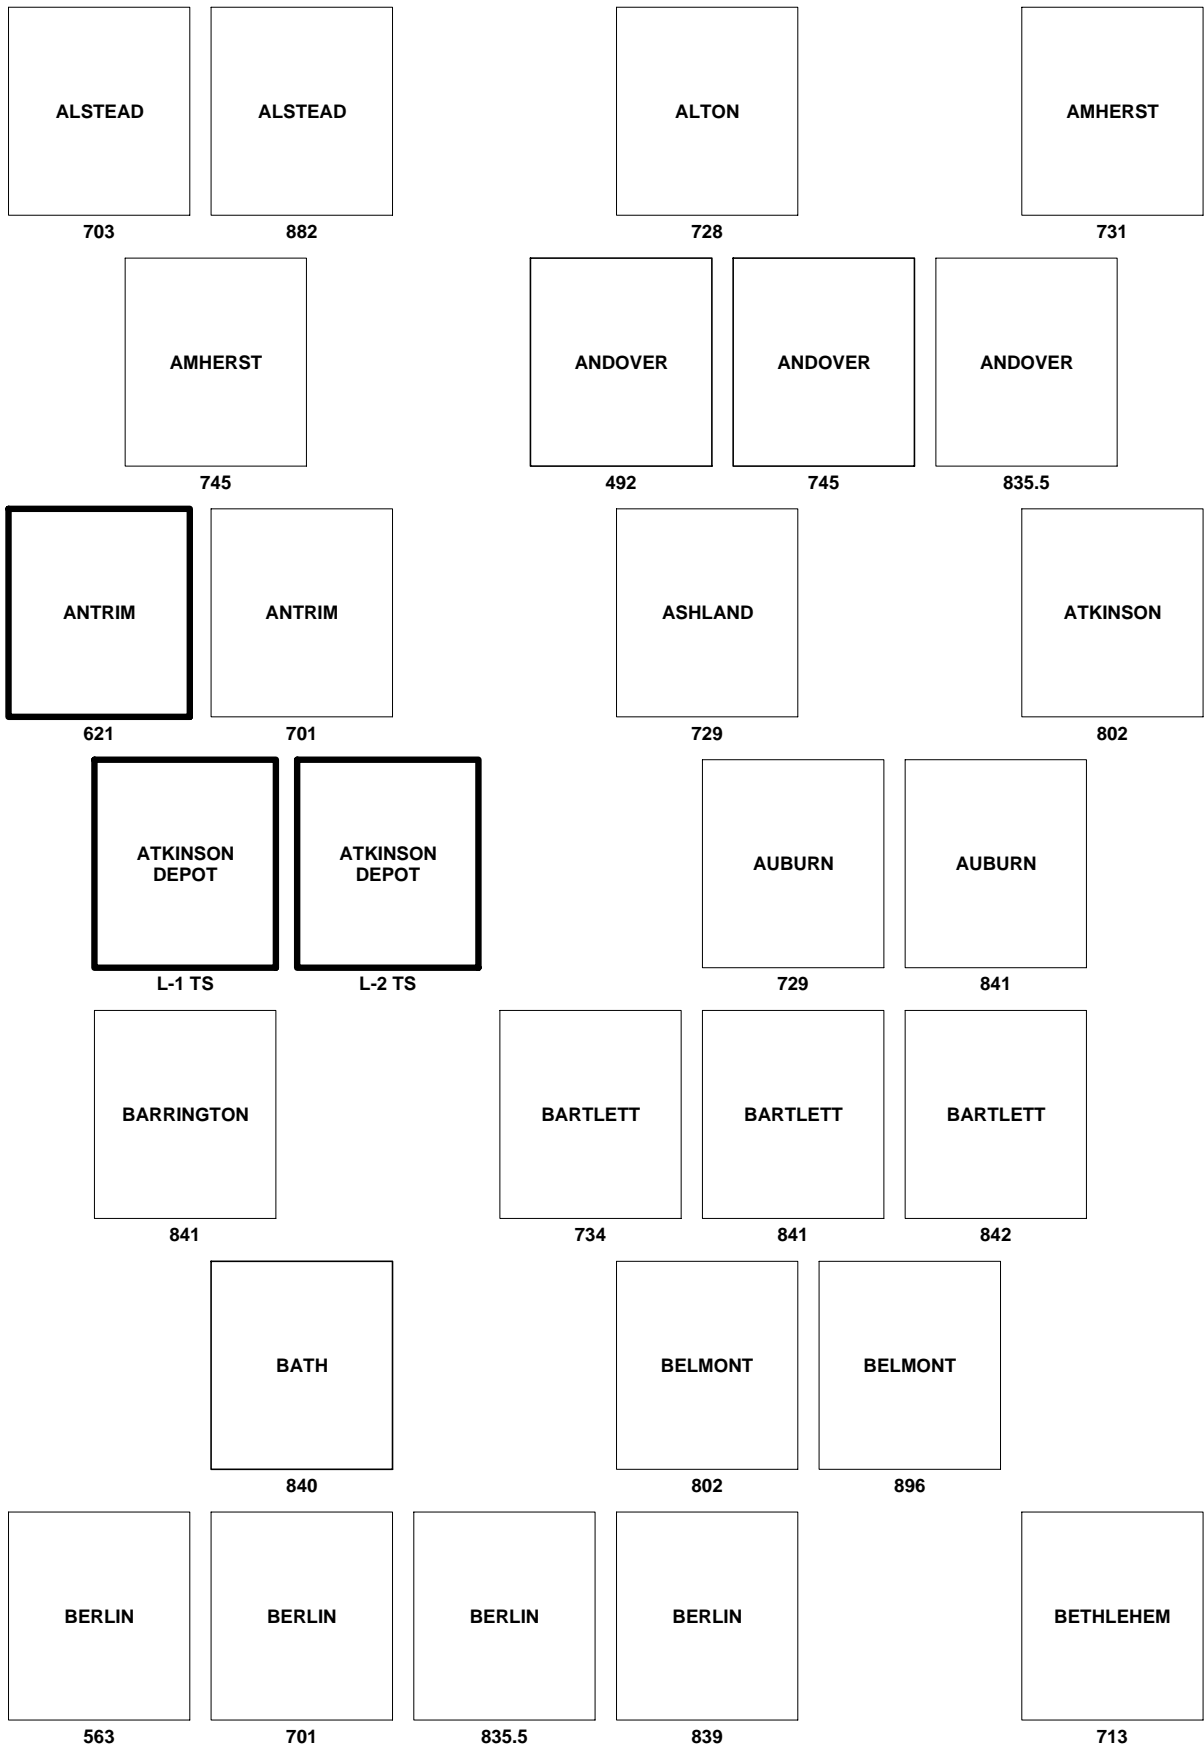 ALSTEAD ALSTEAD ALTON AMHERST
703 882 728 731
AMHERST ANDOVER ANDOVER ANDOVER
745 492 745 835.5
ANTRIM ANTRIM ASHLAND ATKINSON
621 701 729 802
ATKINSON DEPOT ATKINSON DEPOT AUBURN AUBURN
L-1 TS L-2 TS 729 841
BARRINGTON BARTLETT BARTLETT BARTLETT
841 734 841 842
BATH BELMONT BELMONT
840 802 896
BERLIN BERLIN BERLIN BERLIN BETHLEHEM
563 701 835.5 839 713